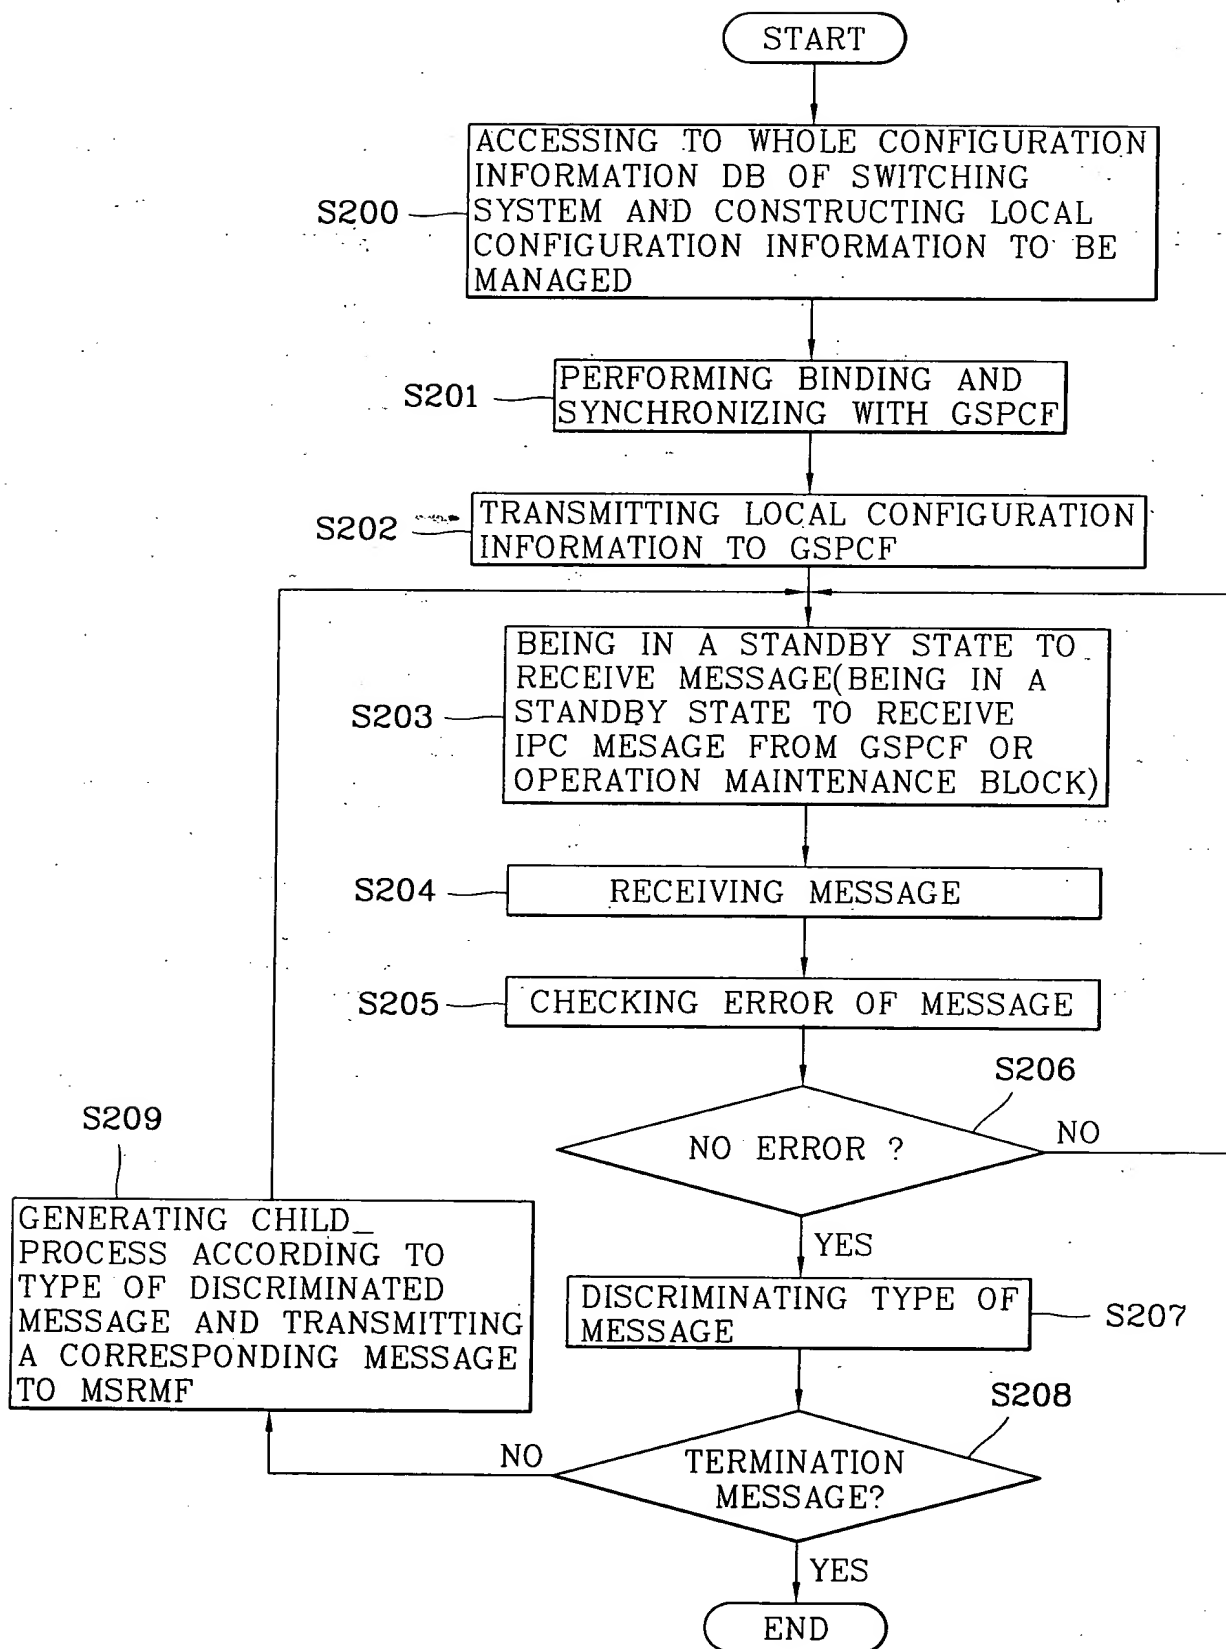 START
ACCESSING TO WHOLE CONFIGURATION
INFORMATION DB OF SWITCHING
SYSTEM AND CONSTRUCTING LOCAL
CONFIGURATION INFORMATION TO BE
MANAGED
S200
PERFORMING BINDING AND
SYNCHRONIZING WITH GSPCF
S201
TRANSMITTING LOCAL CONFIGURATION
INFORMATION TO GSPCF
S202
BEING IN A STANDBY STATE TO
RECEIVE MESSAGE(BEING IN A
STANDBY STATE TO RECEIVE
IPC MESAGE FROM GSPCF OR
OPERATION MAINTENANCE BLOCK)
S203
S204
RECEIVING MESSAGE
S205
CHECKING ERROR OF MESSAGE
S206
NO ERROR ?
NO
YES
DISCRIMINATING TYPE OF
MESSAGE
S207
S208
TERMINATION
MESSAGE?
NO
YES
S209
GENERATING CHILD_
PROCESS ACCORDING TO
TYPE OF DISCRIMINATED
MESSAGE AND TRANSMITTING
A CORRESPONDING MESSAGE
TO MSRMF
END